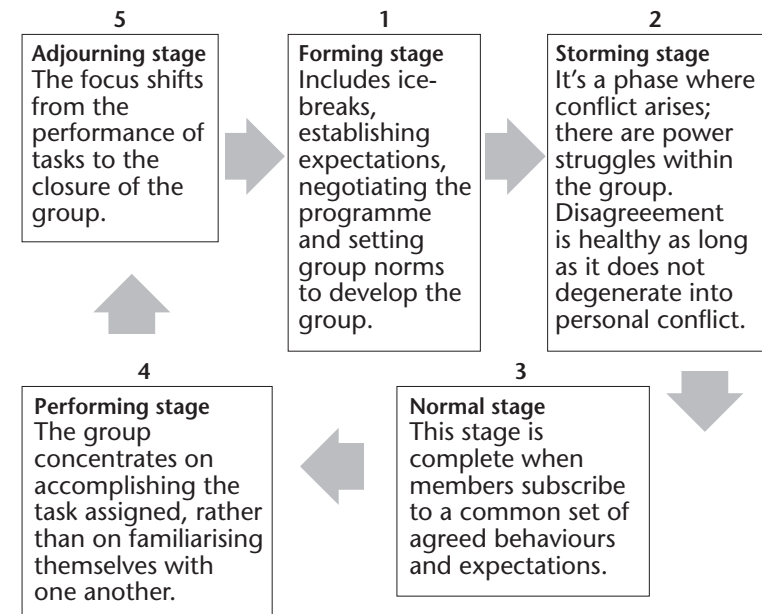 5
Adjourning stage
The focus shifts
from the
performance of
tasks to the
closure of the
group.
1
Forming stage
Includes ice-
breaks,
establishing
expectations,
negotiating the
programme
and setting
group norms
to develop the
group.
2
Storming stage
It's a phase where
conflict arises;
there are power
struggles within
the group.
Disagreeement
is healthy as long
as it does not
degenerate into
personal conflict.
4
Performing stage
The group
concentrates on
accomplishing the
task assigned, rather
than on familiarising
themselves with
one another.
3
Normal stage
This stage is
complete when
members subscribe
to a common set of
agreed behaviours
and expectations.